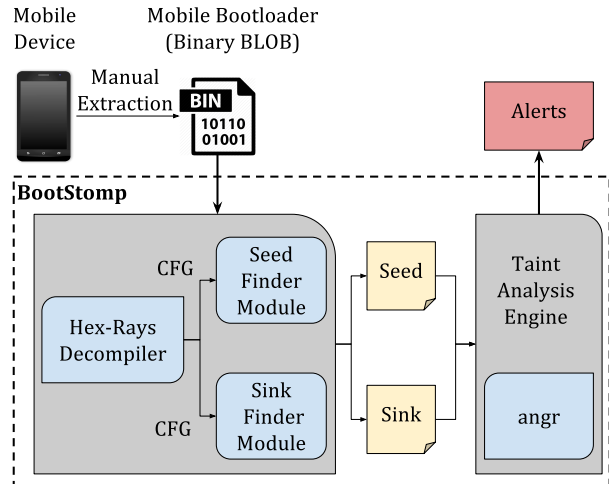 Mobile
Device
Mobile Bootloader
(Binary BLOB)
Manual
Extraction
BIN
10110
01001
Alerts
BootStomp
CFG
Seed
Finder
Module
Hex-Rays
Decompiler
CFG
Sink
Finder
Module
Seed
Sink
Taint
Analysis
Engine
angr